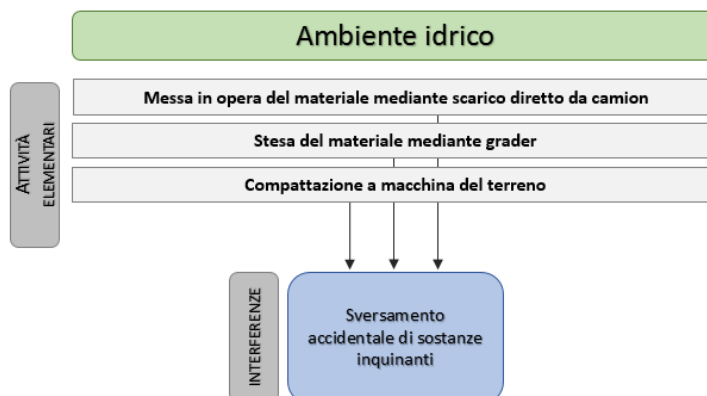 Ambiente idrico
ATTIVITÀ
ELEMENTARI
Messa in opera del materiale mediante scarico diretto da camion
Stesa del materiale mediante grader
Compattazione a macchina del terreno
INTERFERENZE
Sversamento
accidentale di sostanze
inquinanti